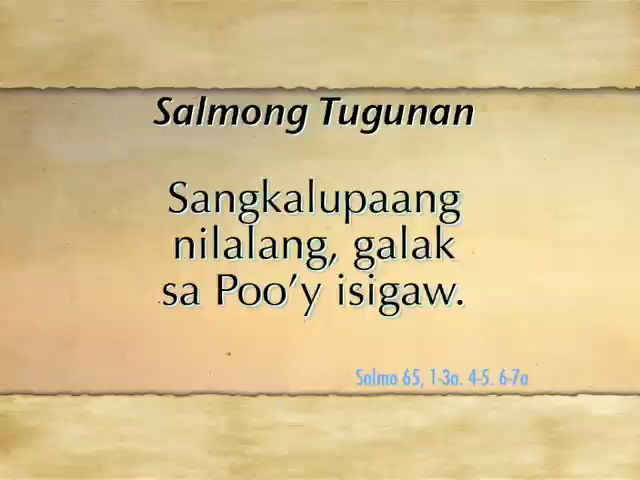 Salmong Tugunan
Sangkalupaang
nilalang, galak
sa Poo'y isigaw.
Salmo 65, 1-3a. 4-5. 6-7a